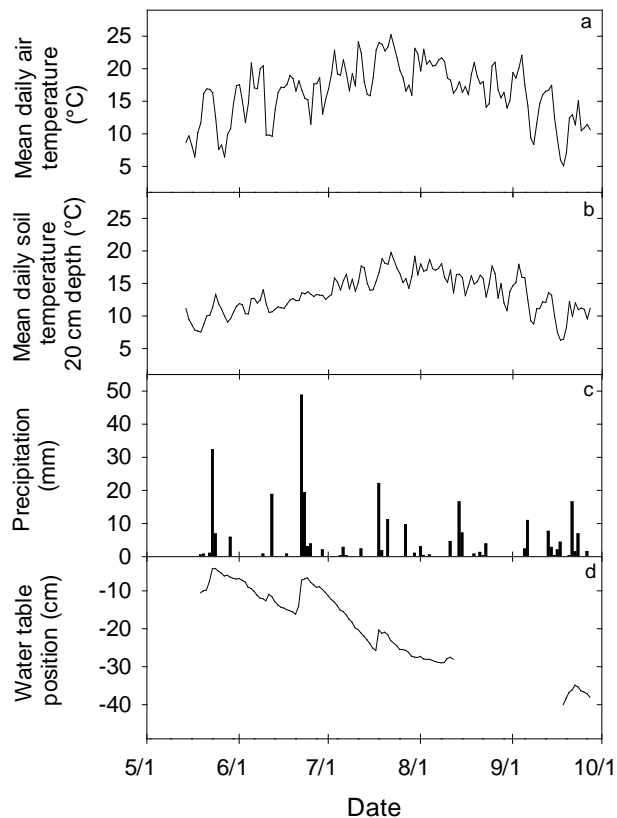 a
Mean daily air
temperature
(°C)
25
20
15
10
5
b
Mean daily soil
temperature
20 cm depth (°C)
25
20
15
10
5
c
Precipitation
(mm)
50
40
30
20
10
0
d
Water table
position (cm)
-10
-20
-30
-40
5/1 6/1 7/1 8/1 9/1 10/1
Date